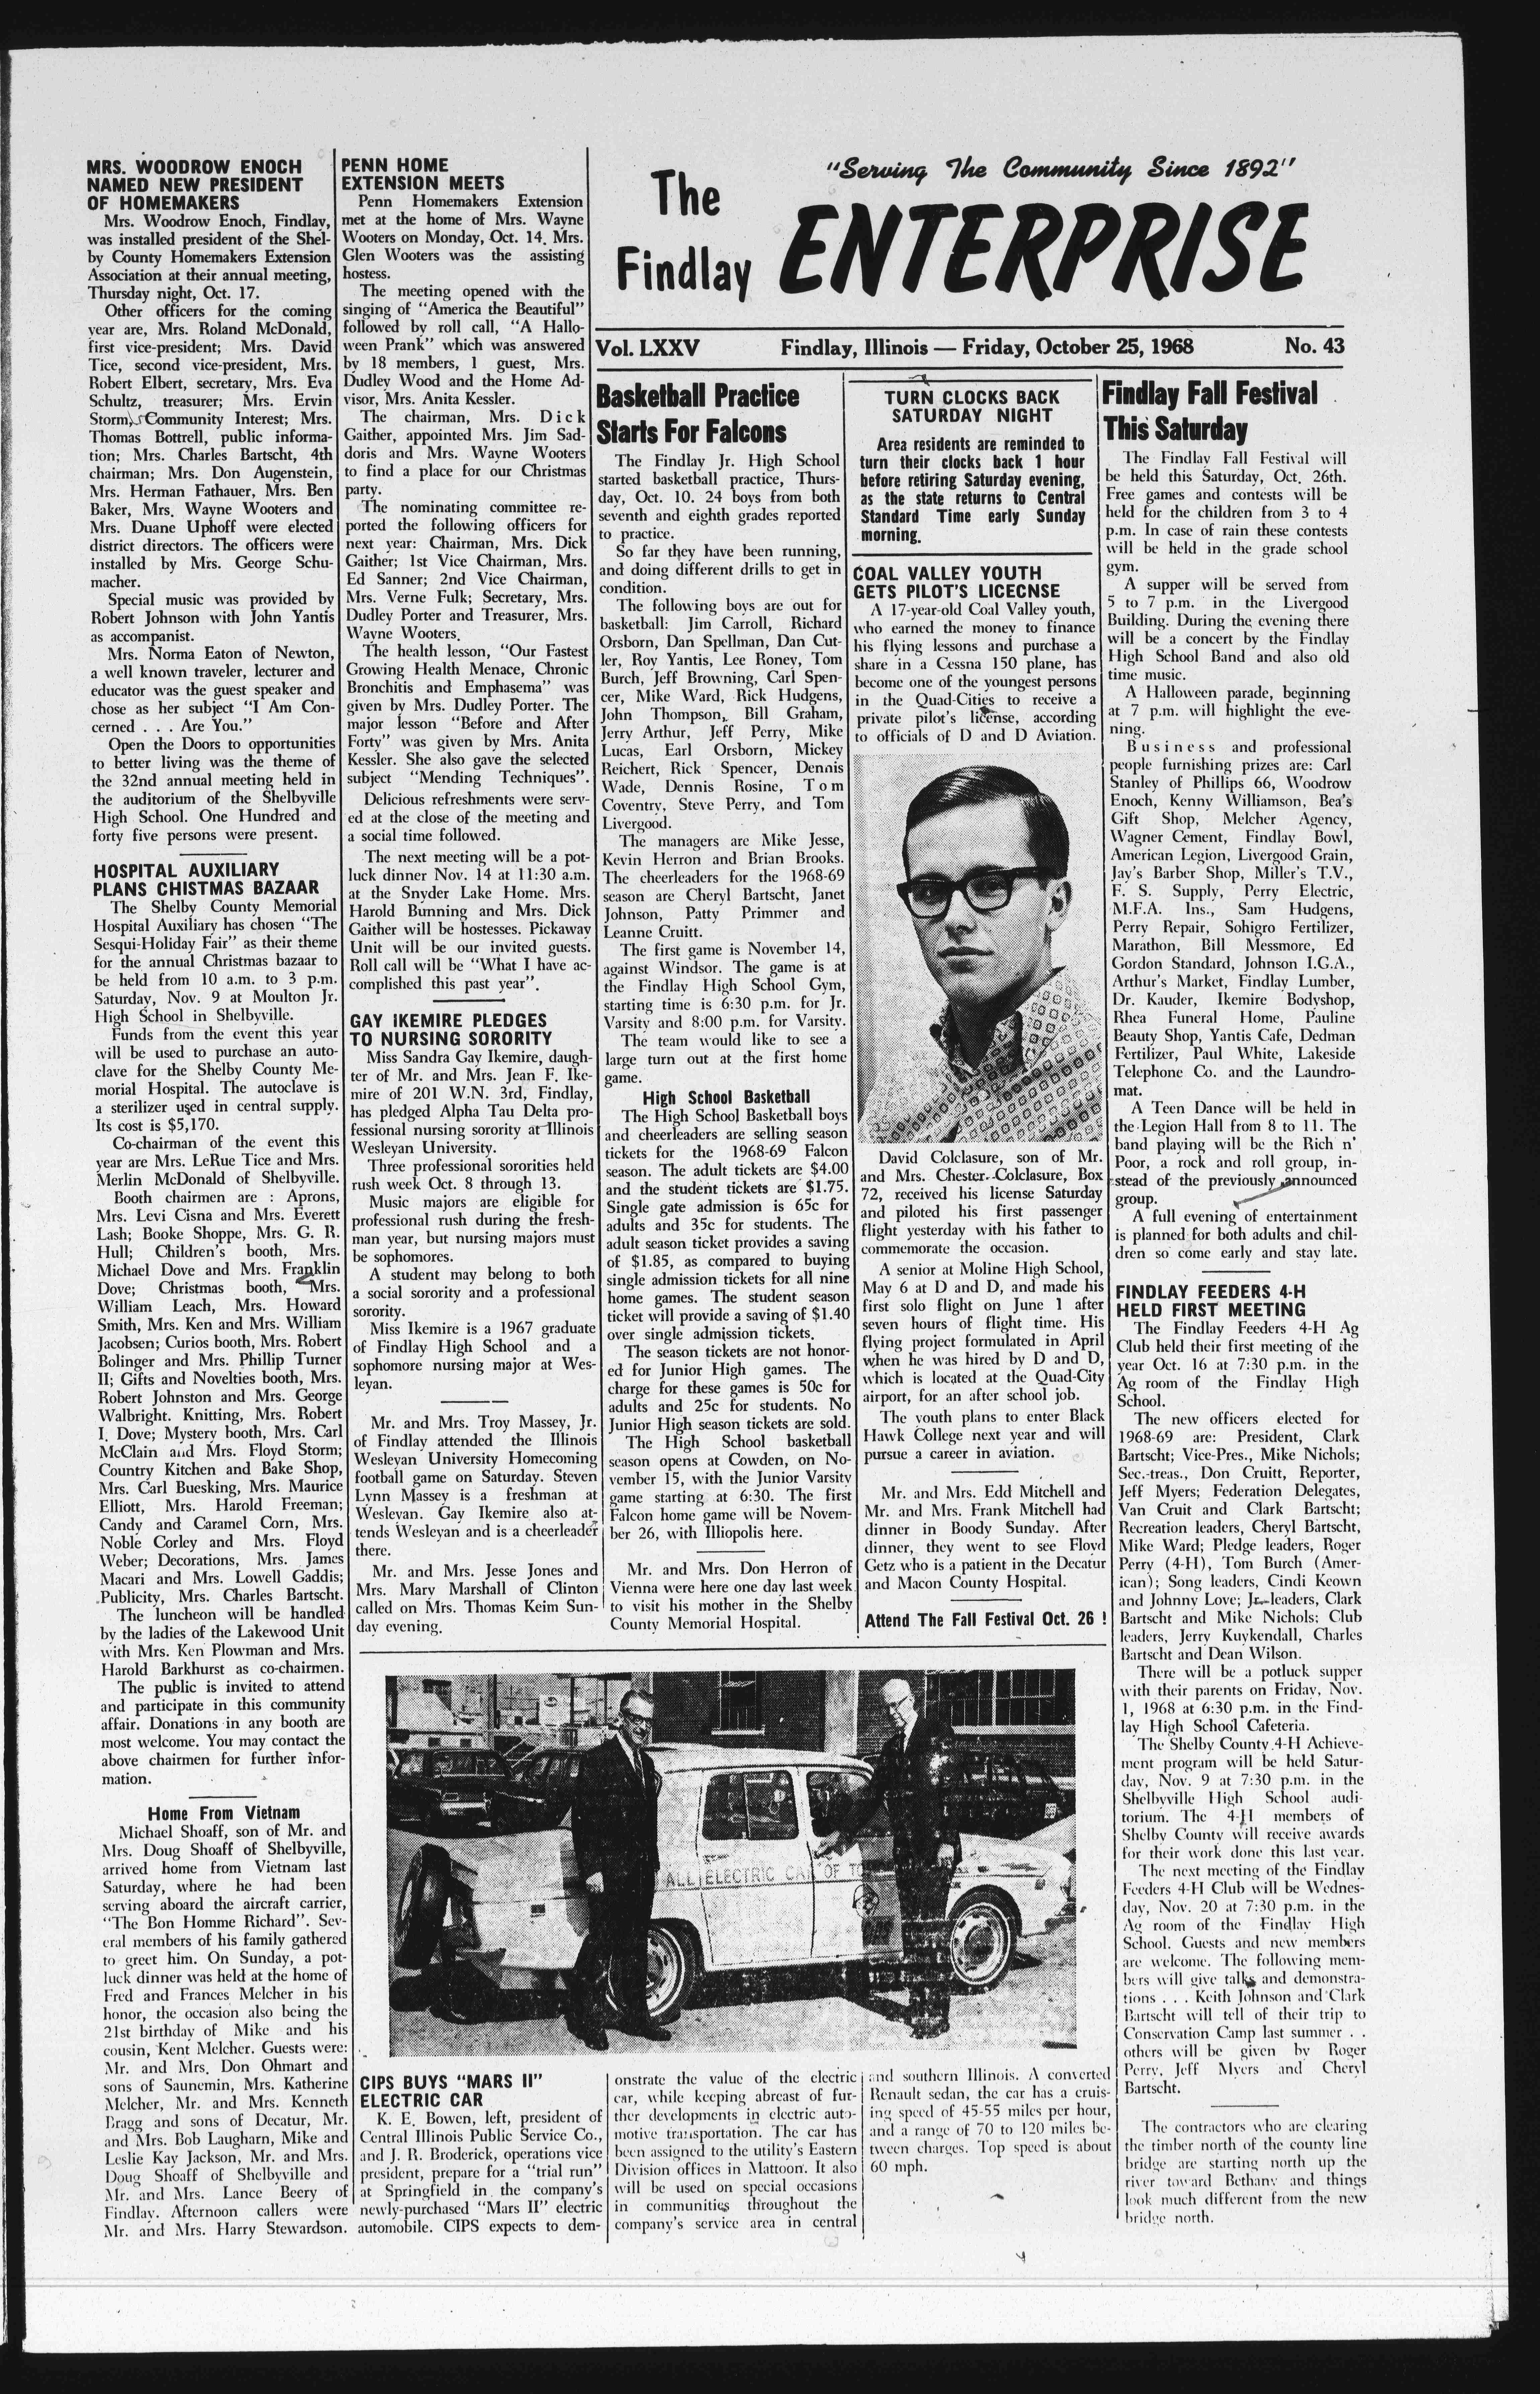 MRS. WOODROW ENOCH
NAMED NEW PRESIDENT
OF HOMEMAKERS
Mrs. Woodrow Enoch, Findlay,
was installed president of the Shel-
by County Homemakers Extension
Association at their annual meeting,
Thursday night, Oct. 17.
Other officers for the coming
year are, Mrs. Roland McDonald,
first vice-president; Mrs. David
Tice, second vice-president, Mrs.
Robert Elbert, secretary, Mrs. Eva
Schultz, treasurer; Mrs. Ervin
Storm, Community Interest; Mrs.
Thomas Bottrell, public informa-
tion; Mrs. Charles Bartscht, 4th
chairman; Mrs. Don Augenstein,
Mrs. Herman Fathauer, Mrs. Ben
Baker, Mrs. Wayne Wooters and
Mrs. Duane Uphoff were elected
district directors. The officers were
installed by Mrs. George Schu-
macher.
Special music was provided by
Robert Johnson with John Yantis
as accompanist.
Mrs. Norma Eaton of Newton,
a well known traveler, lecturer and
educator was the guest speaker and
chose as her subject "I Am Con-
cerned . . . Are You."
Open the Doors to opportunities
to better living was the theme of
the 32nd annual meeting held in
the auditorium of the Shelbyville
High School. One Hundred and
forty five persons were present.
HOSPITAL AUXILIARY
PLANS CHISTMAS BAZAAR
The Shelby County Memorial
Hospital Auxiliary has chosen "The
Sesqui-Holiday Fair" as their theme
for the annual Christmas bazaar to
be held from 10 a.m. to 3 p.m.
Saturday, Nov. 9 at Moulton Jr.
High School in Shelbyville.
Funds from the event this year
will be used to purchase an auto-
clave for the Shelby County Me-
morial Hospital. The autoclave is
a sterilizer used in central supply.
Its cost is $5,170.
Co-chairman of the event this
year are Mrs. LeRue Tice and Mrs.
Merlin McDonald of Shelbyville.
Booth chairmen are : Aprons,
Mrs. Levi Cisna and Mrs. Everett
Lash; Booke Shoppe, Mrs. G. R.
Hull; Children's booth, Mrs.
Michael Dove and Mrs. Franklin
Dove; Christmas booth, Mrs.
William Leach, Mrs. Howard
Smith, Mrs. Ken and Mrs. William
Jacobsen; Curios booth, Mrs. Robert
Bolinger and Mrs. Phillip Turner
II; Gifts and Novelties booth, Mrs.
Robert Johnston and Mrs. George
Walbright. Knitting, Mrs. Robert
I. Dove; Mystery booth, Mrs. Carl
McClain and Mrs. Floyd Storm;
Country Kitchen and Bake Shop,
Mrs. Carl Buesking, Mrs. Maurice
Elliott, Mrs. Harold Freeman;
Candy and Caramel Corn, Mrs.
Noble Corley and Mrs. Floyd
Weber; Decorations, Mrs. James
Macari and Mrs. Lowell Gaddis;
Publicity, Mrs. Charles Bartscht.
The luncheon will be handled
by the ladies of the Lakewood Unit
with Mrs. Ken Plowman and Mrs.
Harold Barkhurst as co-chairmen.
The public is invited to attend
and participate in this community
affair. Donations in any booth are
most welcome. You may contact the
above chairmen for further infor-
mation.
Home From Vietnam
Michael Shoaff, son of Mr. and
Mrs. Doug Shoaff of Shelbyville,
arrived home from Vietnam last
Saturday, where he had been
serving aboard the aircraft carrier,
"The Bon Homme Richard". Sev-
eral members of his family gathered
to greet him. On Sunday, a pot-
luck dinner was held at the home of
Fred and Frances Melcher in his
honor, the occasion also being the
21st birthday of Mike and his
cousin, Kent Melcher. Guests were:
Mr. and Mrs. Don Ohmart and
sons of Saunemin, Mrs. Katherine
Melcher, Mr. and Mrs. Kenneth
Bragg and sons of Decatur, Mr.
and Mrs. Bob Laugharn, Mike and
Leslie Kay Jackson, Mr. and Mrs.
Doug Shoaff of Shelbyville and
Mr. and Mrs. Lance Beery of
Findlay. Afternoon callers were
Mr. and Mrs. Harry Stewardson.
PENN HOME
EXTENSION MEETS
Penn Homemakers Extension
met at the home of Mrs. Wayne
Wooters on Monday, Oct. 14. Mrs.
Glen Wooters was the assisting
hostess.
The meeting opened with the
singing of "America the Beautiful"
followed by roll call, "A Hallo-
ween Prank" which was answered
by 18 members, 1 guest, Mrs.
Dudley Wood and the Home Ad-
visor, Mrs. Anita Kessler.
The chairman, Mrs. Dick
Gaither, appointed Mrs. Jim Sad-
doris and Mrs. Wayne Wooters
to find a place for our Christmas
party.
The nominating committee re-
ported the following officers for
next year: Chairman, Mrs. Dick
Gaither; 1st Vice Chairman, Mrs.
Ed Sanner; 2nd Vice Chairman,
Mrs. Verne Fulk; Secretary, Mrs.
Dudley Porter and Treasurer, Mrs.
Wayne Wooters.
The health lesson, "Our Fastest
Growing Health Menace, Chronic
Bronchitis and Emphasema" was
given by Mrs. Dudley Porter. The
major lesson "Before and After
Forty" was given by Mrs. Anita
Kessler. She also gave the selected
subject "Mending Techniques".
Delicious refreshments were serv-
ed at the close of the meeting and
a social time followed.
The next meeting will be a pot-
luck dinner Nov. 14 at 11:30 a.m.
at the Snyder Lake Home. Mrs.
Harold Bunning and Mrs. Dick
Gaither will be hostesses. Pickaway
Unit will be our invited guests.
Roll call will be "What I have ac-
complished this past year".
GAY IKEMIRE PLEDGES
TO NURSING SORORITY
Miss Sandra Gay Ikemire, daugh-
ter of Mr. and Mrs. Jean F. Ike-
mire of 201 W.N. 3rd, Findlay,
has pledged Alpha Tau Delta pro-
fessional nursing sorority at Illinois
Wesleyan University.
Three professional sororities held
rush week Oct. 8 through 13.
Music majors are eligible for
professional rush during the fresh-
man year, but nursing majors must
be sophomores.
A student may belong to both
a social sorority and a professional
sorority.
Miss Ikemire is a 1967 graduate
of Findlay High School and a
sophomore nursing major at Wes-
leyan.
Mr. and Mrs. Troy Massey, Jr.
of Findlay attended the Illinois
Wesleyan University Homecoming
football game on Saturday. Steven
Lynn Massey is a freshman at
Wesleyan. Gay Ikemire also at-
tends Wesleyan and is a cheerleader
there.
Mr. and Mrs. Jesse Jones and
Mrs. Mary Marshall of Clinton
called on Mrs. Thomas Keim Sun-
day evening.
"Serving The Community Since 1892"
The
Findlay
ENTERPRISE
Vol. LXXV Findlay, Illinois — Friday, October 25, 1968 No. 43
Basketball Practice
Starts For Falcons
The Findlay Jr. High School
started basketball practice, Thurs-
day, Oct. 10. 24 boys from both
seventh and eighth grades reported
to practice.
So far they have been running,
and doing different drills to get in
condition.
The following boys are out for
basketball: Jim Carroll, Richard
Orsborn, Dan Spellman, Dan Cut-
ler, Roy Yantis, Lee Roney, Tom
Burch, Jeff Browning, Carl Spen-
cer, Mike Ward, Rick Hudgens,
John Thompson, Bill Graham,
Jerry Arthur, Jeff Perry, Mike
Lucas, Earl Orsborn, Mickey
Reichert, Rick Spencer, Dennis
Wade, Dennis Rosine, Tom
Coventry, Steve Perry, and Tom
Livergood.
The managers are Mike Jesse,
Kevin Herron and Brian Brooks.
The cheerleaders for the 1968-69
season are Cheryl Bartscht, Janet
Johnson, Patty Primmer and
Leanne Cruitt.
The first game is November 14,
against Windsor. The game is at
the Findlay High School Gym,
starting time is 6:30 p.m. for Jr.
Varsity and 8:00 p.m. for Varsity.
The team would like to see a
large turn out at the first home
game.
High School Basketball
The High School Basketball boys
and cheerleaders are selling season
tickets for the 1968-69 Falcon
season. The adult tickets are $4.00
and the student tickets are $1.75.
Single gate admission is 65c for
adults and 35c for students. The
adult season ticket provides a saving
of $1.85, as compared to buying
single admission tickets for all nine
home games. The student season
ticket will provide a saving of $1.40
over single admission tickets.
The season tickets are not honor-
ed for Junior High games. The
charge for these games is 50c for
adults and 25c for students. No
Junior High season tickets are sold.
The High School basketball
season opens at Cowden, on No-
vember 15, with the Junior Varsity
game starting at 6:30. The first
Falcon home game will be Novem-
ber 26, with Illiopolis here.
Mr. and Mrs. Don Herron of
Vienna were here one day last week
to visit his mother in the Shelby
County Memorial Hospital.
TURN CLOCKS BACK
SATURDAY NIGHT
Area residents are reminded to
turn their clocks back 1 hour
before retiring Saturday evening,
as the state returns to Central
Standard Time early Sunday
morning.
COAL VALLEY YOUTH
GETS PILOT'S LICECNSE
A 17-year-old Coal Valley youth,
who earned the money to finance
his flying lessons and purchase a
share in a Cessna 150 plane, has
become one of the youngest persons
in the Quad-Cities to receive a
private pilot's license, according
to officials of D and D Aviation.
David Colclasure, son of Mr.
and Mrs. Chester Colclasure, Box
72, received his license Saturday
and piloted his first passenger
flight yesterday with his father to
commemorate the occasion.
A senior at Moline High School,
May 6 at D and D, and made his
first solo flight on June 1 after
seven hours of flight time. His
flying project formulated in April
when he was hired by D and D,
which is located at the Quad-City
airport, for an after school job.
The youth plans to enter Black
Hawk College next year and will
pursue a career in aviation.
Mr. and Mrs. Edd Mitchell and
Mr. and Mrs. Frank Mitchell had
dinner in Boody Sunday. After
dinner, they went to see Floyd
Getz who is a patient in the Decatur
and Macon County Hospital.
Attend The Fall Festival Oct. 26 !
Findlay Fall Festival
This Saturday
The Findlay Fall Festival will
be held this Saturday, Oct. 26th.
Free games and contests will be
held for the children from 3 to 4
p.m. In case of rain these contests
will be held in the grade school
gym.
A supper will be served from
5 to 7 p.m. in the Livergood
Building. During the evening there
will be a concert by the Findlay
High School Band and also old
time music.
A Halloween parade, beginning
at 7 p.m. will highlight the eve-
ning.
Business and professional
people furnishing prizes are: Carl
Stanley of Phillips 66, Woodrow
Enoch, Kenny Williamson, Bea's
Gift Shop, Melcher Agency,
Wagner Cement, Findlay Bowl,
American Legion, Livergood Grain,
Jay's Barber Shop, Miller's T.V.,
F. S. Supply, Perry Electric,
M.F.A. Ins., Sam Hudgens,
Perry Repair, Sohigro Fertilizer,
Marathon, Bill Messmore, Ed
Gordon Standard, Johnson I.G.A.,
Arthur's Market, Findlay Lumber,
Dr. Kauder, Ikemire Bodyshop,
Rhea Funeral Home, Pauline
Beauty Shop, Yantis Cafe, Dedman
Fertilizer, Paul White, Lakeside
Telephone Co. and the Laundro-
mat.
A Teen Dance will be held in
the Legion Hall from 8 to 11. The
band playing will be the Rich n'
Poor, a rock and roll group, in-
stead of the previously announced
group.
A full evening of entertainment
is planned for both adults and chil-
dren so come early and stay late.
FINDLAY FEEDERS 4-H
HELD FIRST MEETING
The Findlay Feeders 4-H Ag
Club held their first meeting of the
year Oct. 16 at 7:30 p.m. in the
Ag room of the Findlay High
School.
The new officers elected for
1968-69 are: President, Clark
Bartscht; Vice-Pres., Mike Nichols;
Sec.-treas., Don Cruitt, Reporter,
Jeff Myers; Federation Delegates,
Van Cruit and Clark Bartscht;
Recreation leaders, Cheryl Bartscht,
Mike Ward; Pledge leaders, Roger
Perry (4-H), Tom Burch (Amer-
ican); Song leaders, Cindi Keown
and Johnny Love; Jr. leaders, Clark
Bartscht and Mike Nichols; Club
leaders, Jerry Kuykendall, Charles
Bartscht and Dean Wilson.
There will be a potluck supper
with their parents on Friday, Nov.
1, 1968 at 6:30 p.m. in the Find-
lay High School Cafeteria.
The Shelby County 4-H Achieve-
ment program will be held Satur-
day, Nov. 9 at 7:30 p.m. in the
Shelbyville High School audi-
torium. The 4-H members of
Shelby County will receive awards
for their work done this last year.
The next meeting of the Findlay
Feeders 4-H Club will be Wednes-
day, Nov. 20 at 7:30 p.m. in the
Ag room of the Findlay High
School. Guests and new members
are welcome. The following mem-
bers will give talks and demonstra-
tions . . . Keith Johnson and Clark
Bartscht will tell of their trip to
Conservation Camp last summer . .
others will be given by Roger
Perry, Jeff Myers and Cheryl
Bartscht.
The contractors who are clearing
the timber north of the county line
bridge are starting north up the
river toward Bethany and things
look much different from the new
bridge north.
ALL ELECTRIC CAR OF TO
CIPS BUYS "MARS II"
ELECTRIC CAR
K. E. Bowen, left, president of
Central Illinois Public Service Co.,
and J. R. Broderick, operations vice
president, prepare for a "trial run"
at Springfield in the company's
newly-purchased "Mars II" electric
automobile. CIPS expects to dem-
onstrate the value of the electric
car, while keeping abreast of fur-
ther developments in electric auto-
motive transportation. The car has
been assigned to the utility's Eastern
Division offices in Mattoon. It also
will be used on special occasions
in communities throughout the
company's service area in central
and southern Illinois. A converted
Renault sedan, the car has a cruis-
ing speed of 45-55 miles per hour,
and a range of 70 to 120 miles be-
tween charges. Top speed is about
60 mph.